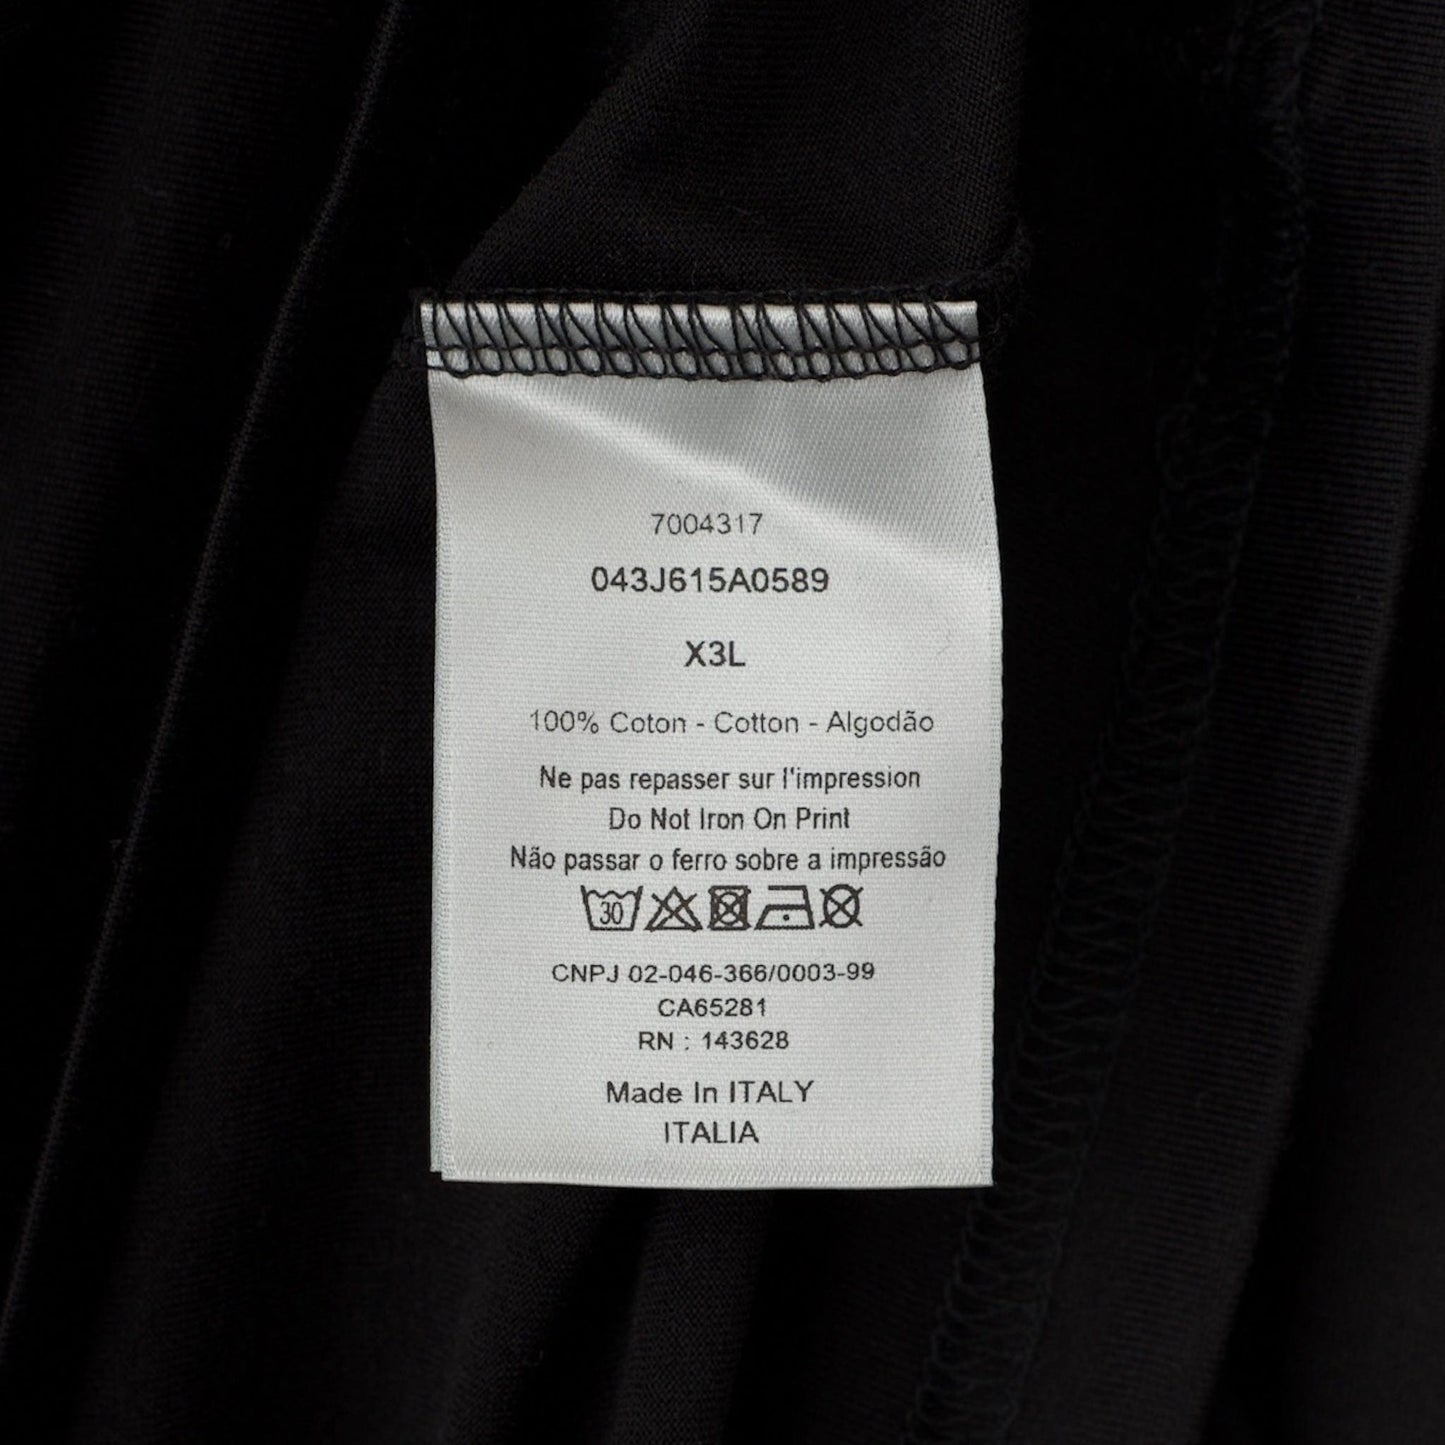 7004317
043J615A0589
X3L
100% Coton - Cotton - Algodão
Ne pas repasser sur l'impression
Do Not Iron On Print
Não passar o ferro sobre a impressão
30
CNPJ 02-046-366/0003-99
CA65281
RN : 143628
Made In ITALY
ITALIA